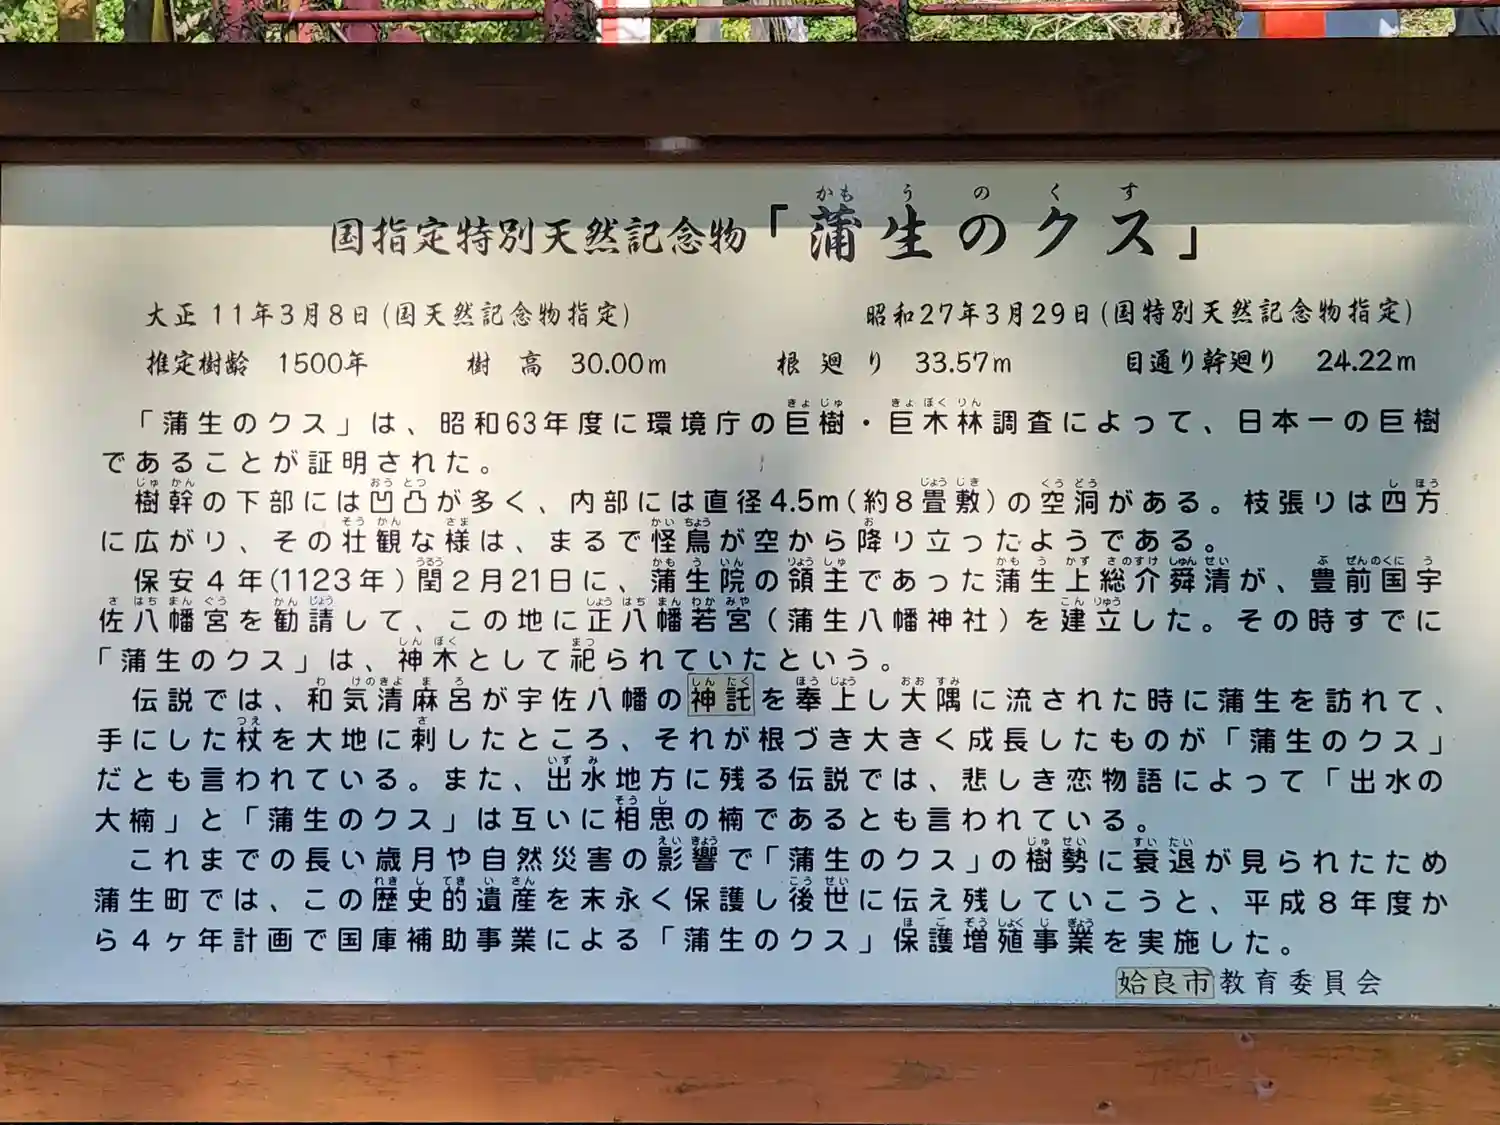 国指定特別天然記念物「蒲生のクス」
大正11年3月8日(国天然記念物指定) 昭和27年3月29日(国特別天然記念物指定)
推定樹齢 1500年 樹高 30.00m 根廻り 33.57m 目通り幹廻り 24.22m
「蒲生のクス」は、昭和63年度に環境庁の巨樹・巨木林調査によって、日本一の巨樹
であることが証明された。
樹幹の下部には凹凸が多く、内部には直径4.5m(約8畳敷)の空洞がある。枝張りは四方
に広がり、その壮観な様は、まるで怪鳥が空から降り立ったようである。
保安4年(1123年)閏2月21日に、蒲生院の領主であった蒲生上総介舜清が、豊前国宇
佐八幡宮を勧請して、この地に正八幡若宮(蒲生八幡神社)を建立した。その時すでに
「蒲生のクス」は、神木として祀られていたという。
伝説では、和気清麻呂が宇佐八幡の神託を奉上し大隅に流された時に蒲生を訪れて、
手にした杖を大地に刺したところ、それが根づき大きく成長したものが「蒲生のクス」
だとも言われている。また、出水地方に残る伝説では、悲しき恋物語によって「出水の
大楠」と「蒲生のクス」は互いに相思の楠であるとも言われている。
これまでの長い歳月や自然災害の影響で「蒲生のクス」の樹勢に衰退が見られたため
蒲生町では、この歴史的遺産を末永く保護し後世に伝え残していこうと、平成8年度か
ら4ヶ年計画で国庫補助事業による「蒲生のクス」保護増殖事業を実施した。
姶良市教育委員会